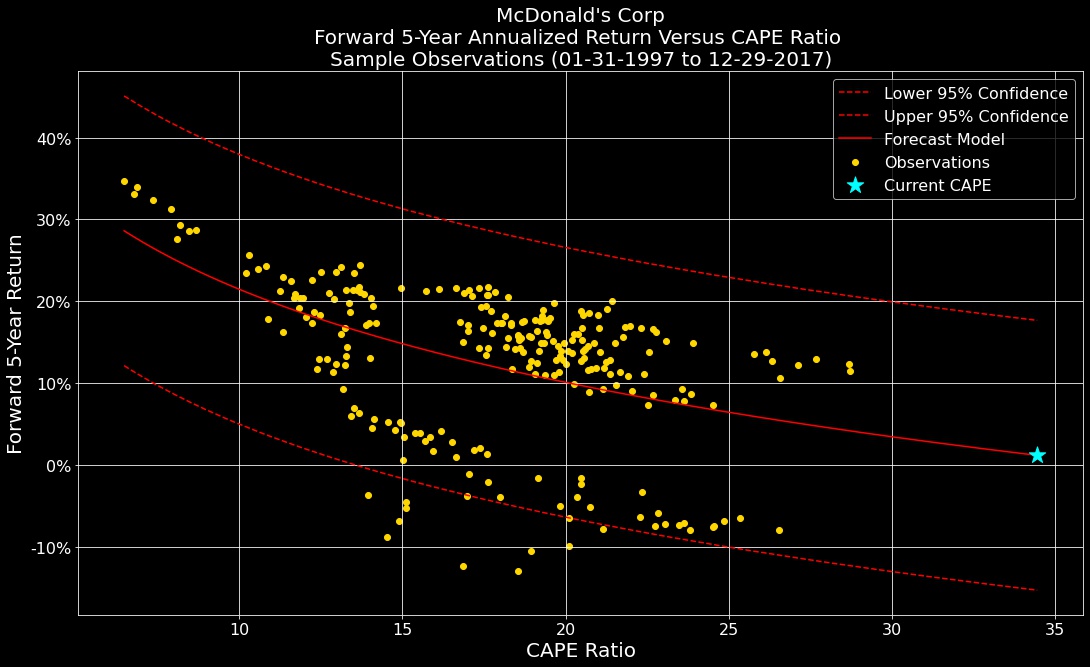 McDonald's Corp
Forward 5-Year Annualized Return Versus CAPE Ratio
Sample Observations (01-31-1997 to 12-29-2017)
Lower 95% Confidence
Upper 95% Confidence
Forecast Model
Observations
Current CAPE
Forward 5-Year Return
40%
30%
20%
10%
0%
-10%
10
15
20
25
30
35
CAPE Ratio